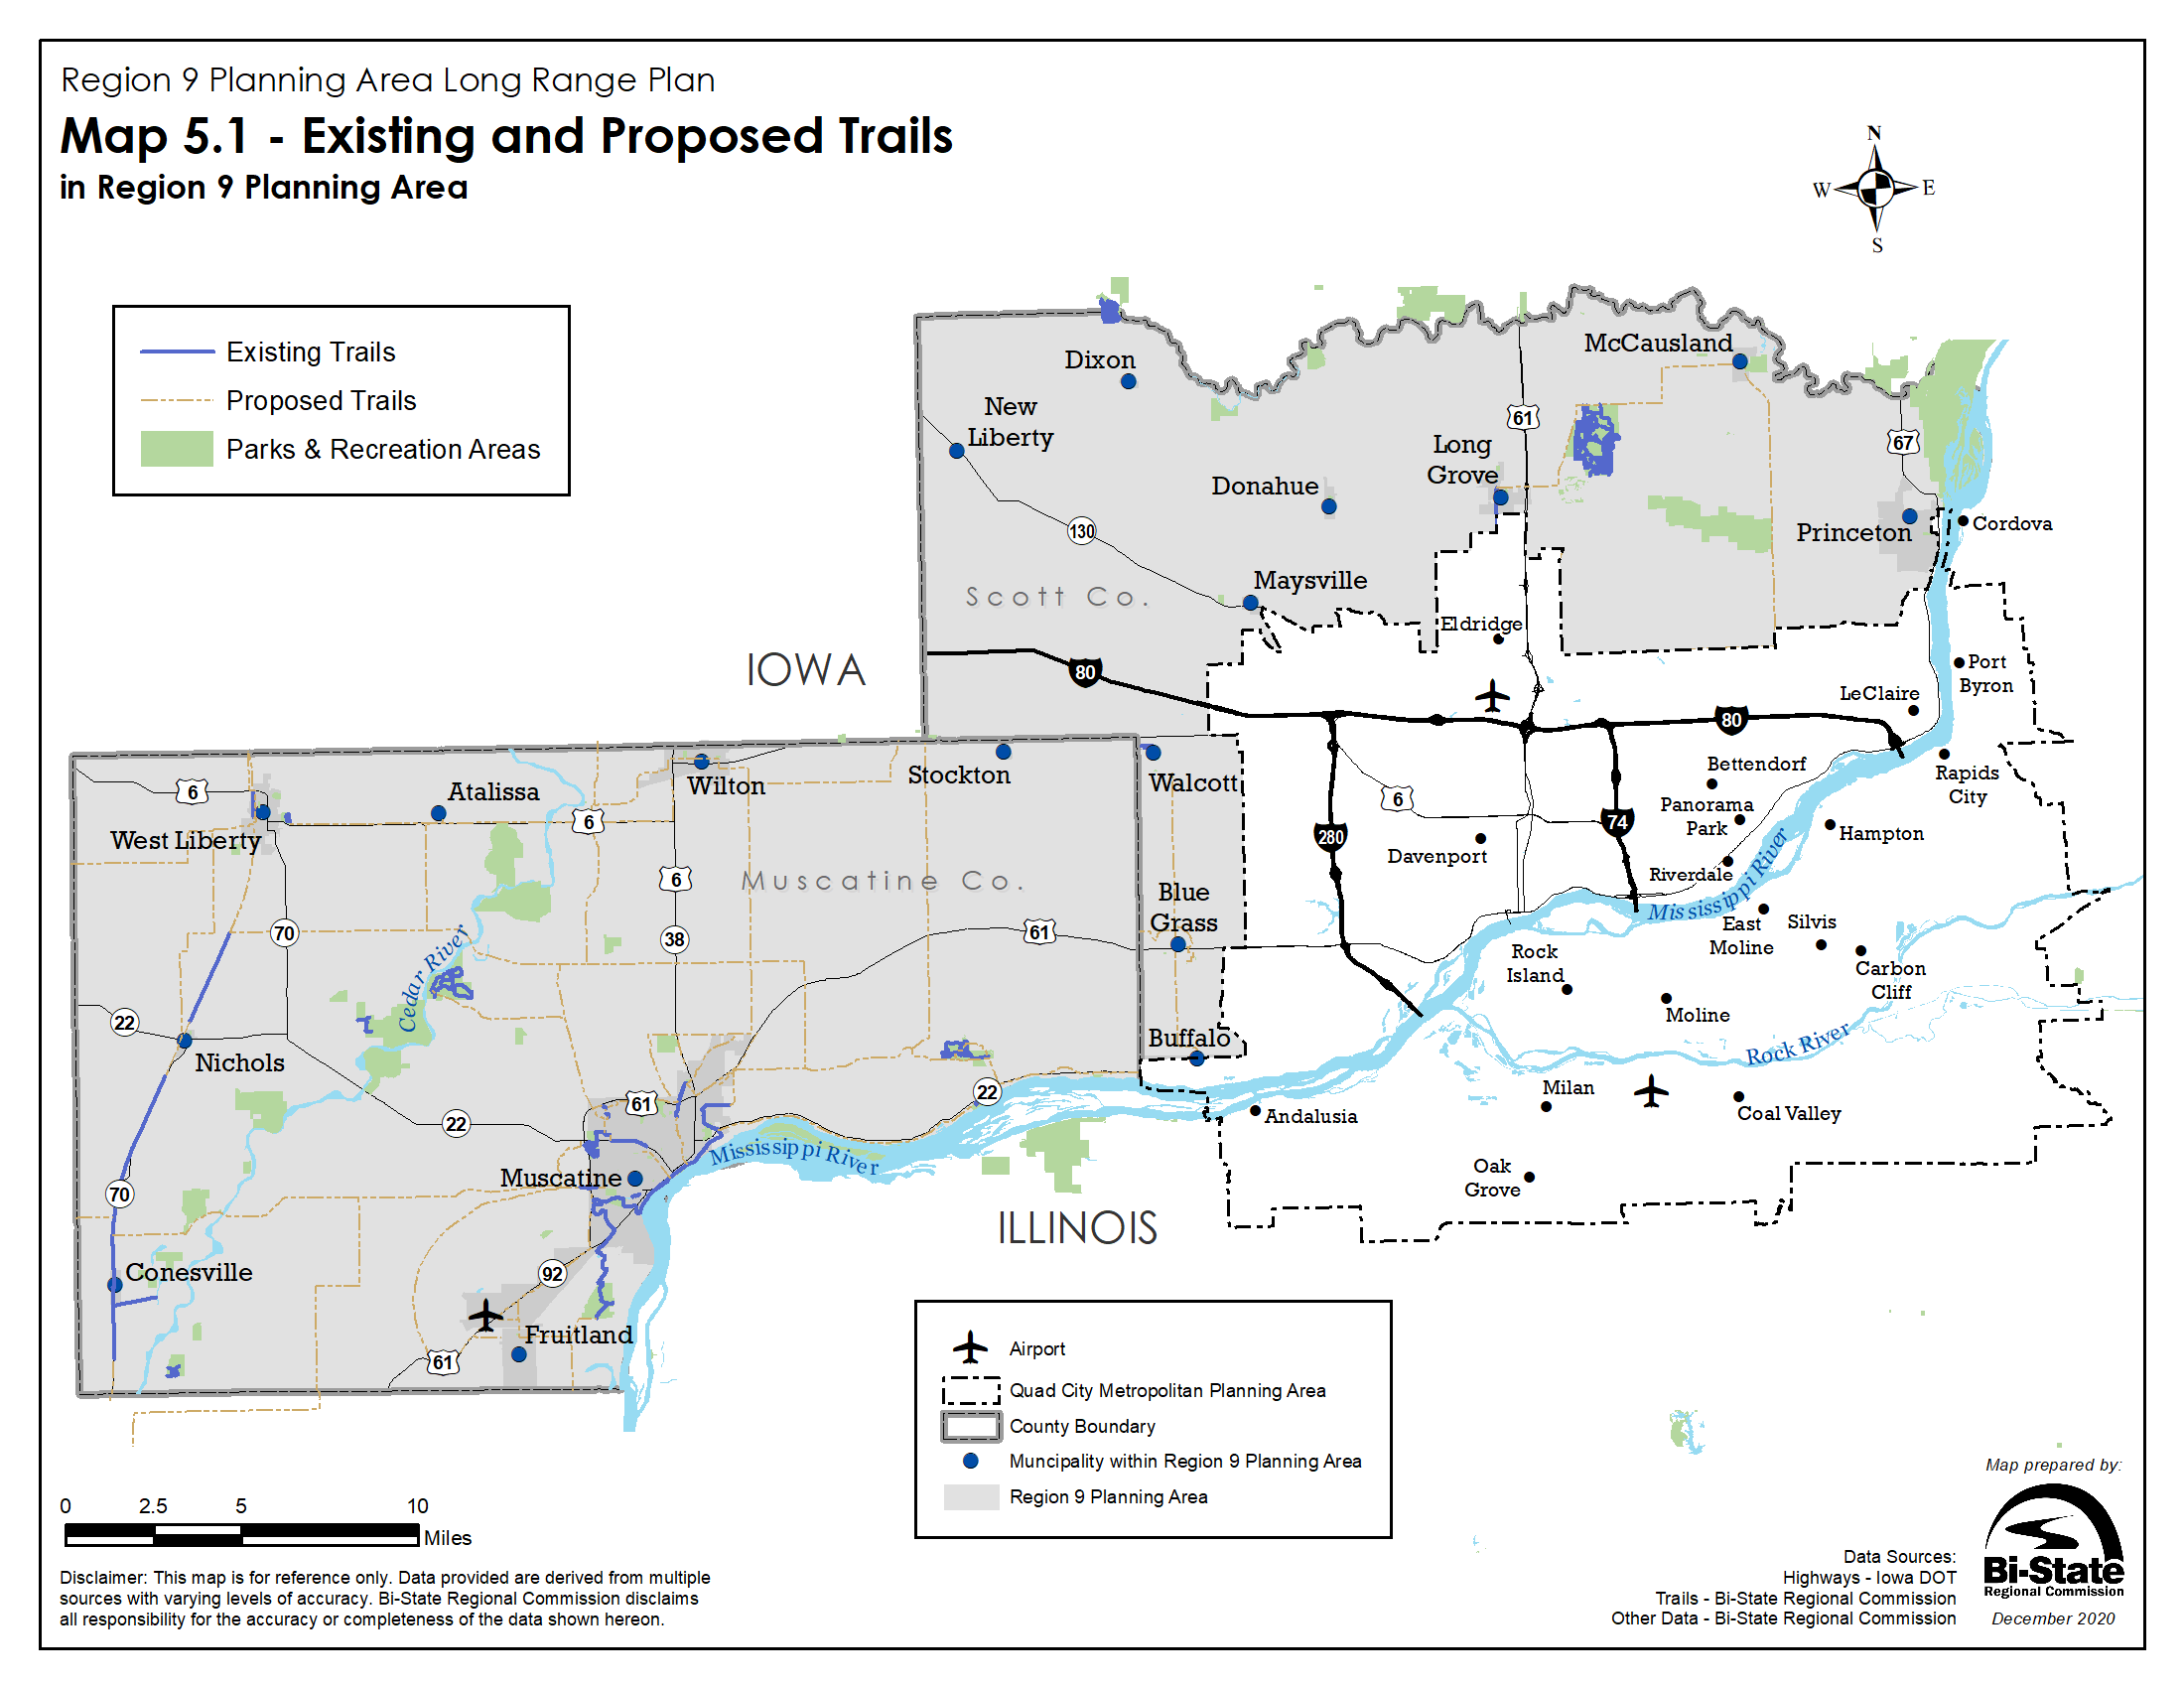 Region 9 Planning Area Long Range Plan
Map 5.1 - Existing and Proposed Trails
in Region 9 Planning Area
N
W
E
S
Existing Trails
Proposed Trails
Parks & Recreation Areas
McCausland
Dixon
New
Liberty
61
Long
Grove
67
Donahue
130
Princeton
Cordova
Maysville
Scott Co.
Eldridge
IOWA
80
Port
Byron
LeClaire
80
Wilton
Stockton
Walcott
Bettendorf
Rapids
City
6
Atalissa
6
6
Panorama
Park
74
280
Hampton
West Liberty
Davenport
Riverdale
6
Muscatine Co.
Mississippi River
Blue
Grass
East
Moline
Silvis
70
38
61
Cedar River
Rock
Island
Carbon
Cliff
22
Moline
Nichols
Buffalo
Rock River
22
61
22
Milan
Andalusia
Coal Valley
Mississippi River
Muscatine
70
Oak
Grove
ILLINOIS
Conesville
92
Fruitland
61
Airport
Quad City Metropolitan Planning Area
County Boundary
Muncipality within Region 9 Planning Area
Region 9 Planning Area
0 2.5 5 10
Miles
Disclaimer: This map is for reference only. Data provided are derived from multiple
sources with varying levels of accuracy. Bi-State Regional Commission disclaims
all responsibility for the accuracy or completeness of the data shown hereon.
Map prepared by:
Bi-State
Regional Commission
December 2020
Data Sources:
Highways - Iowa DOT
Trails - Bi-State Regional Commission
Other Data - Bi-State Regional Commission